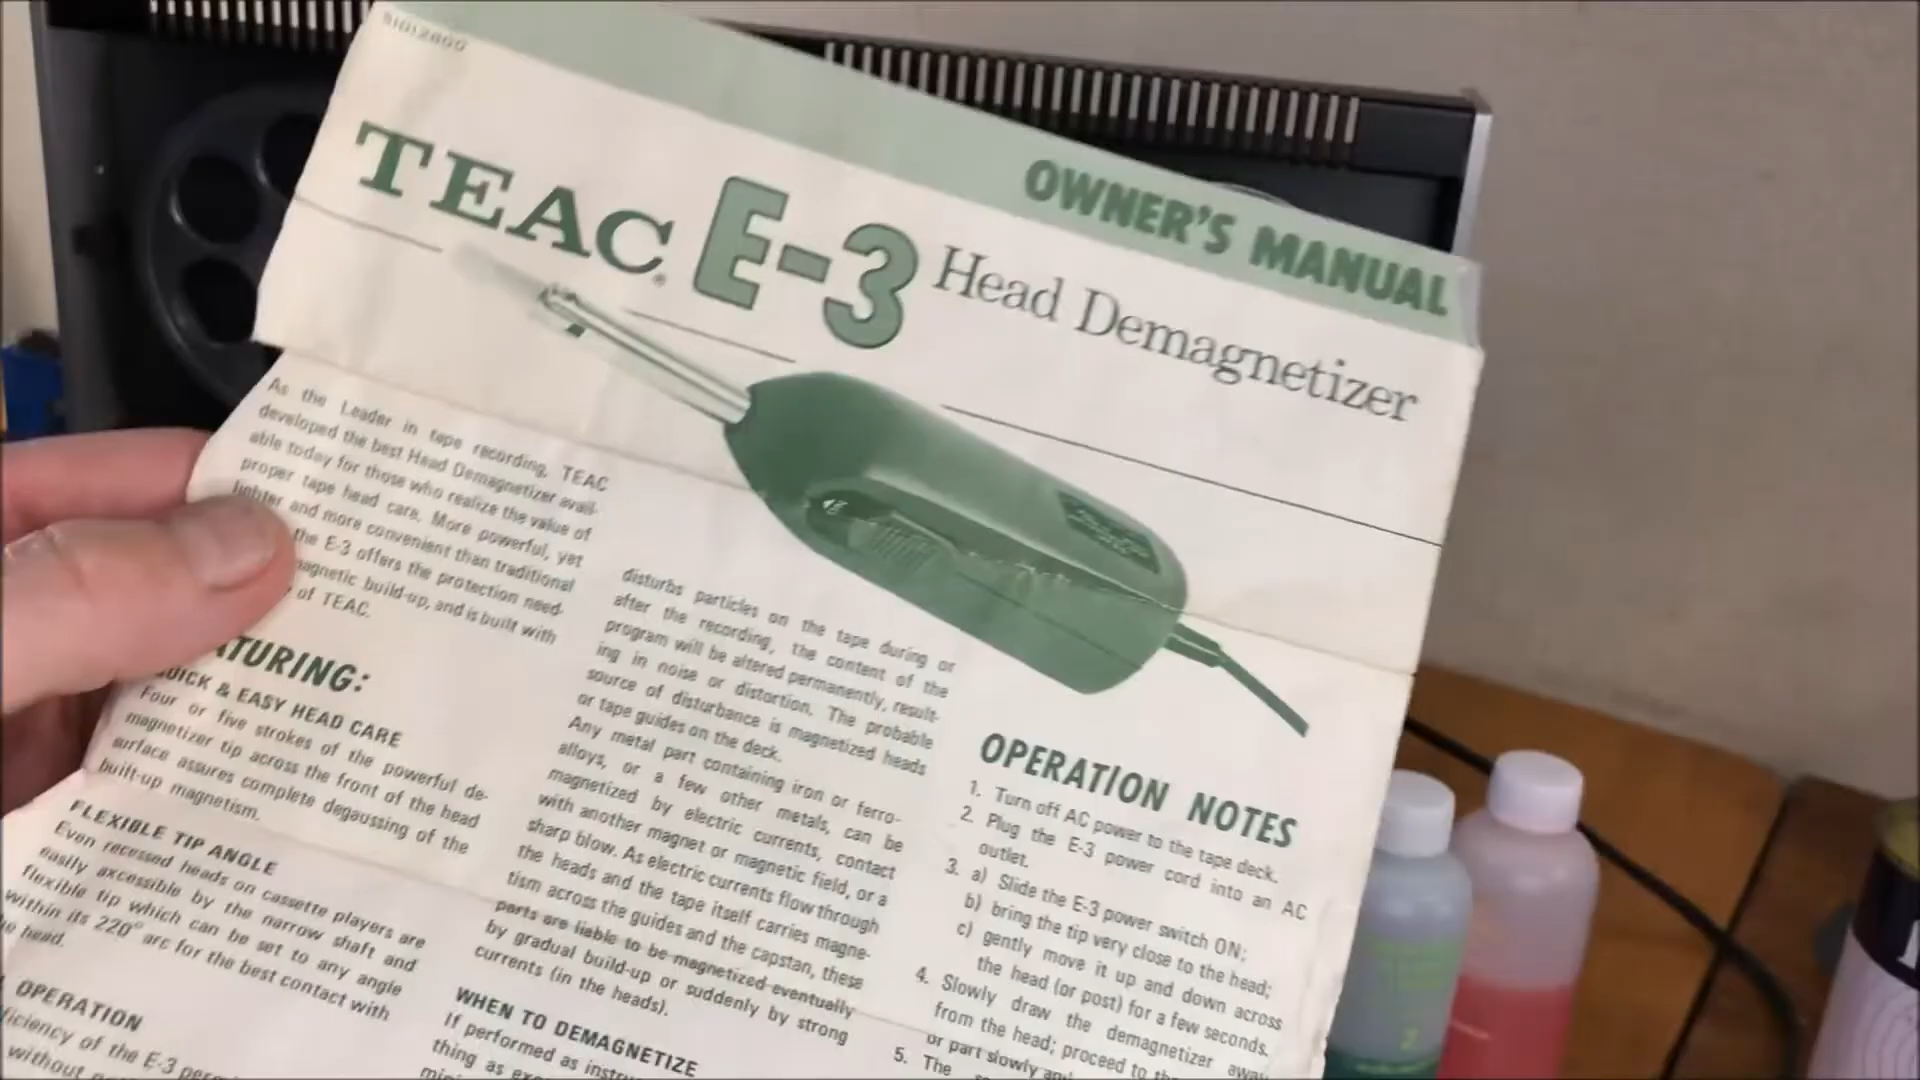 51012800
OWNER'S MANUAL
TEAC® E-3 Head Demagnetizer
As the Leader in tape recording, TEAC
developed the best Head Demagnetizer avail-
able today for those who realize the value of
proper tape head care. More powerful, yet
lighter and more convenient than traditional
the E-3 offers the protection need-
magnetic build-up, and is built with
of TEAC.
TURING:
QUICK & EASY HEAD CARE
Four or five strokes of the powerful de-
magnetizer tip across the front of the head
surface assures complete degaussing of the
built-up magnetism.
FLEXIBLE TIP ANGLE
Even recessed heads on cassette players are
easily axcessible by the narrow shaft and
flexible tip which can be set to any angle
within its 220° arc for the best contact with
head.
OPERATION
of the E-3
without
disturbs particles on the tape during or
after the recording, the content of the
program will be altered permanently, result-
ing in noise or distortion. The probable
source of disturbance is magnetized heads
or tape guides on the deck.
Any metal part containing iron or ferro-
alloys, or a few other metals, can be
magnetized by electric currents, contact
with another magnet or magnetic field, or a
sharp blow. As electric currents flow through
the heads and the tape itself carries magne-
tism across the guides and the capstan, these
parts are liable to be magnetized eventually
by gradual build-up or suddenly by strong
currents (in the heads).
WHEN TO DEMAGNETIZE
If performed as
thing as
OPERATION NOTES
1. Turn off AC power to the tape deck.
2. Plug the E-3 power cord into an AC
outlet.
3. a) Slide the E-3 power switch ON;
b) bring the tip very close to the head;
c) gently move it up and down across
the head (or post) for a few seconds.
4. Slowly draw the demagnetizer away
from the head; proceed to the
or part slowly
5. The
2